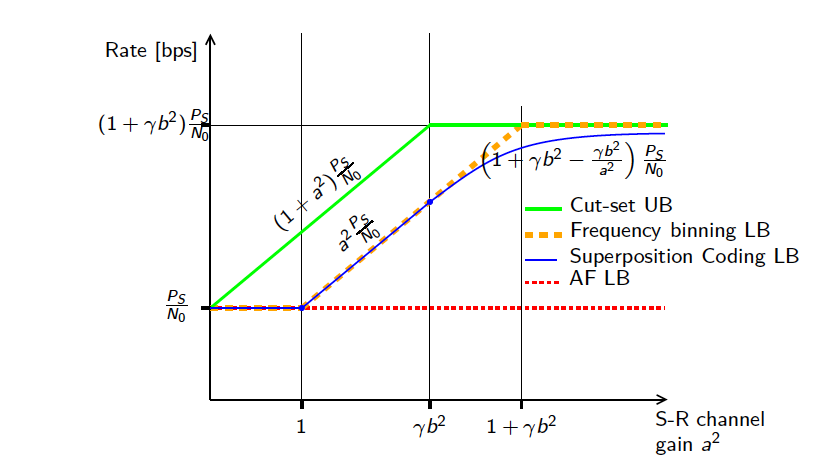 Rate [bps]
(1 + γb²) P_S/N_0
(1 + a²) P_S/N_0
a² P_S/N_0
(1 + γb² − γb²/a²) P_S/N_0
Cut-set UB
Frequency binning LB
Superposition Coding LB
AF LB
P_S/N_0
1
γb²
1 + γb²
S-R channel
gain a²